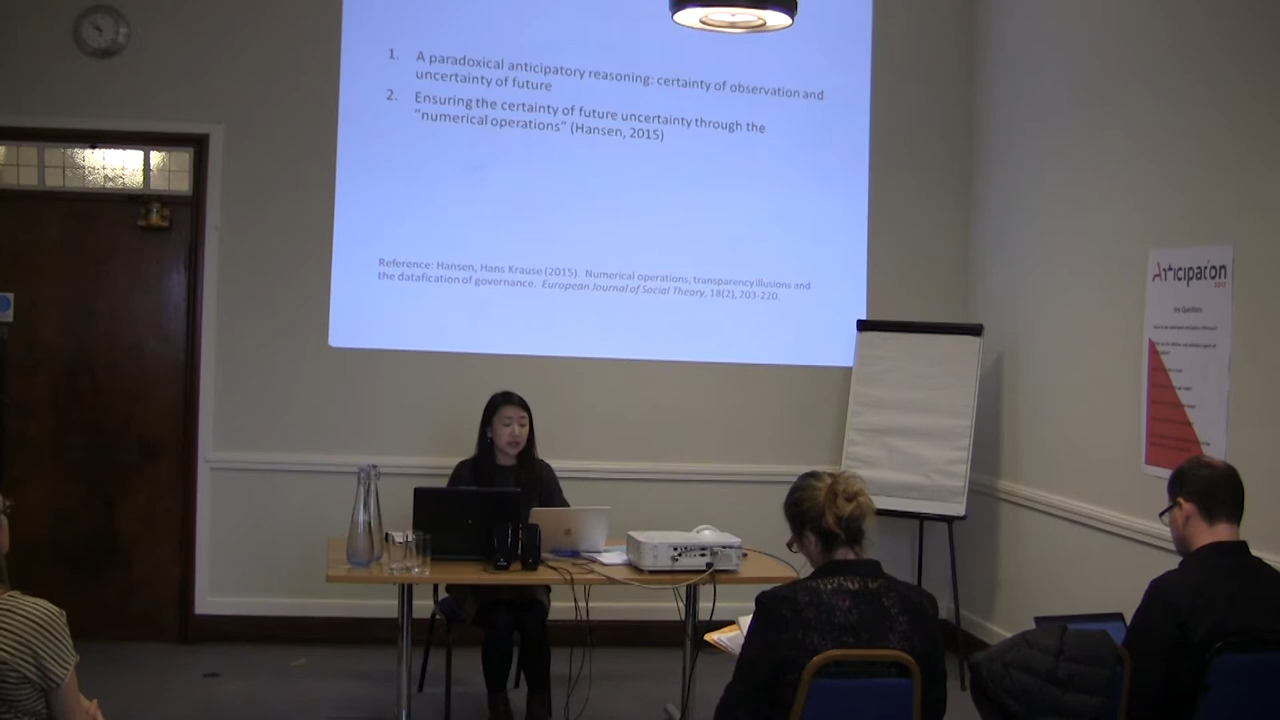 1. A paradoxical anticipatory reasoning: certainty of observation and
uncertainty of future
2. Ensuring the certainty of future uncertainty through the
"numerical operations" (Hansen, 2015)
Reference: Hansen, Hans Krause (2015). Numerical operations, transparency illusions and
the datafication of governance. European Journal of Social Theory, 18(2), 203-220.
Anticipation
2017
Key Questions